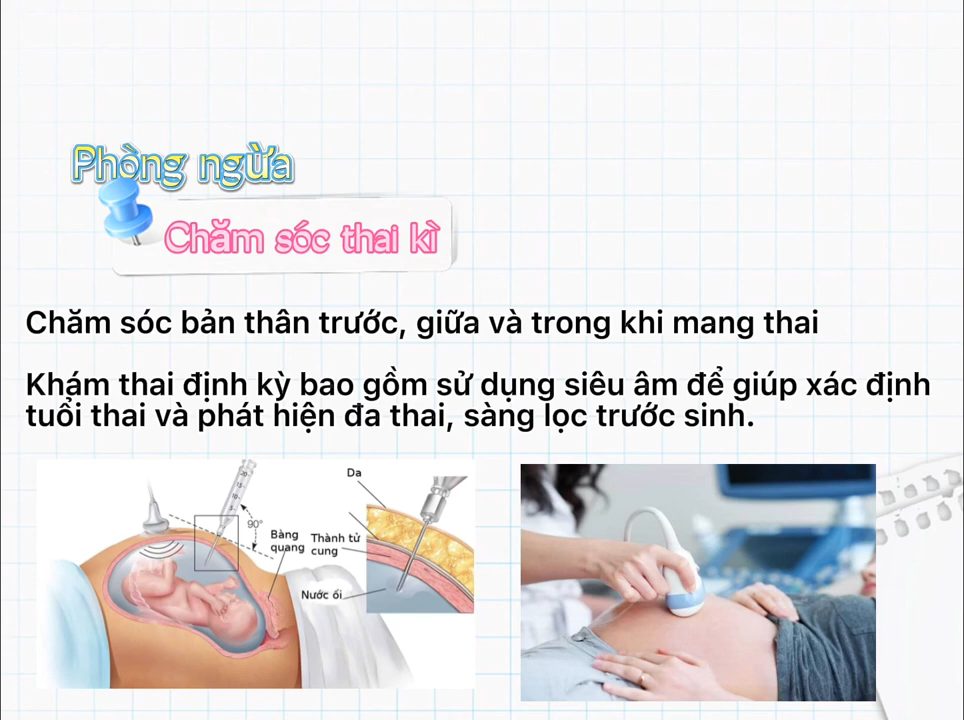 Phòng ngừa
Chăm sóc thai kì
Chăm sóc bản thân trước, giữa và trong khi mang thai
Khám thai định kỳ bao gồm sử dụng siêu âm để giúp xác định
tuổi thai và phát hiện đa thai, sàng lọc trước sinh.
Da
90°
Bàng
quang
Thành tử
cung
Nước ối